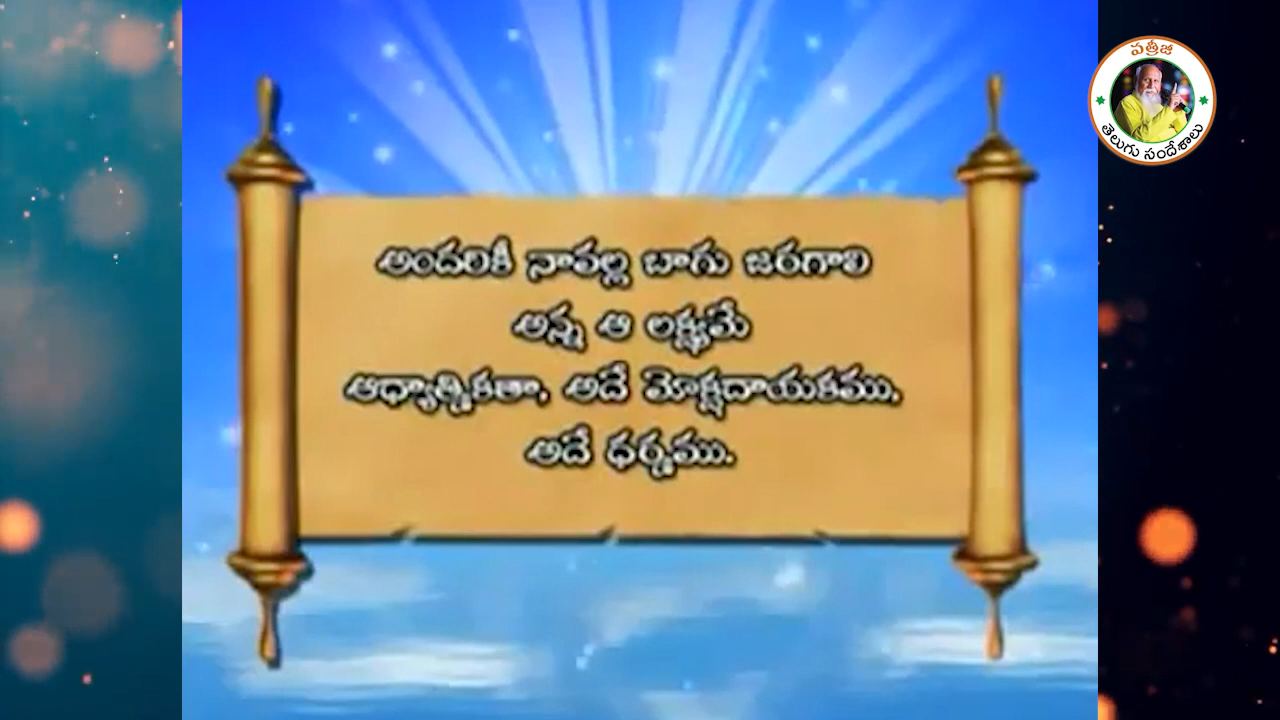 అందరికీ నావల్ల బాగు జరగాలి
అన్న ఆ లక్ష్యమే
ఆధ్యాత్మికతా, అదే మోక్షదాయకము,
అదే ధర్మము.
పత్రీజీ
తెలుగు సందేశాలు